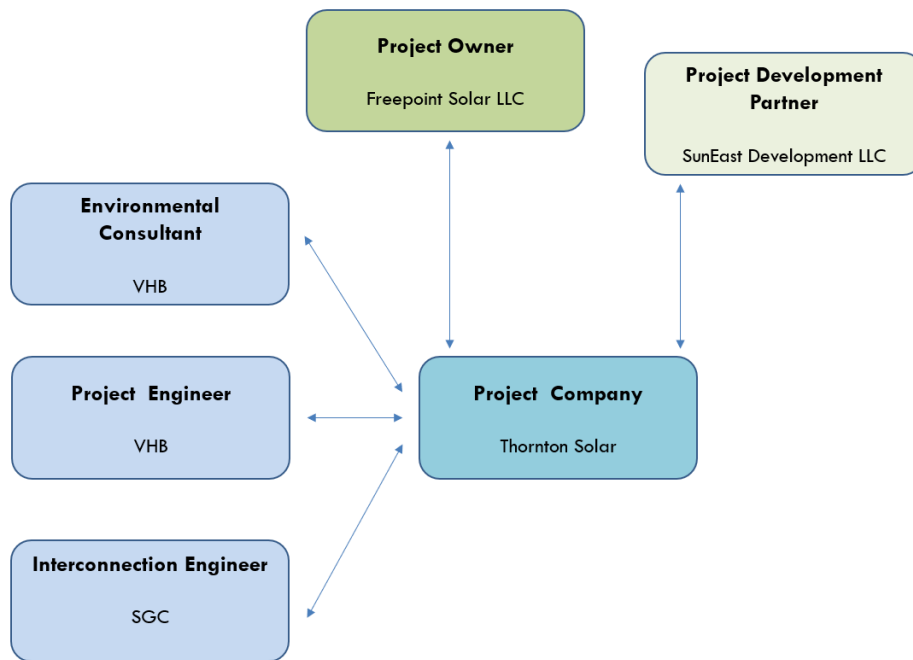 Project Owner
Freepoint Solar LLC
Project Development
Partner
SunEast Development LLC
Environmental
Consultant
VHB
Project Engineer
VHB
Project Company
Thornton Solar
Interconnection Engineer
SGC